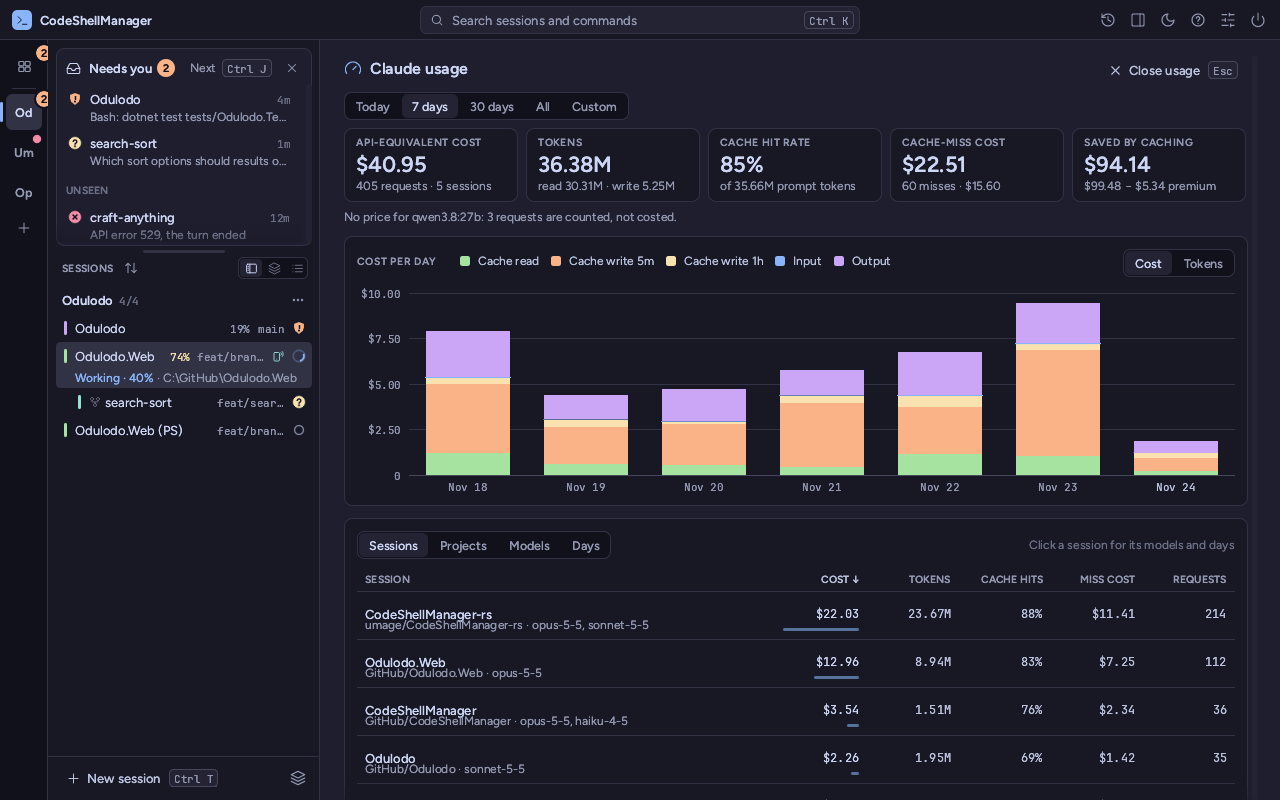 CodeShellManager
Search sessions and commands
Ctrl K
2
Needs you 2 Next Ctrl J
Odulodo 4m
Bash: dotnet test tests/Odulodo.Te…
search-sort 1m
Which sort options should results o…
UNSEEN
craft-anything 12m
API error 529, the turn ended
2
Od
Um
Op
SESSIONS
Odulodo 4/4
Odulodo 19% main
Odulodo.Web 74% feat/bran…
Working · 40% · C:\GitHub\Odulodo.Web
search-sort feat/sear…
Odulodo.Web (PS) feat/bran…
New session Ctrl T
Claude usage
Close usage Esc
Today 7 days 30 days All Custom
API-EQUIVALENT COST
$40.95
405 requests · 5 sessions
TOKENS
36.38M
read 30.31M · write 5.25M
CACHE HIT RATE
85%
of 35.66M prompt tokens
CACHE-MISS COST
$22.51
60 misses · $15.60
SAVED BY CACHING
$94.14
$99.48 − $5.34 premium
No price for qwen3.8:27b: 3 requests are counted, not costed.
COST PER DAY Cache read Cache write 5m Cache write 1h Input Output
Cost Tokens
$10.00
$7.50
$5.00
$2.50
0
Nov 18 Nov 19 Nov 20 Nov 21 Nov 22 Nov 23 Nov 24
Sessions Projects Models Days
Click a session for its models and days
SESSION COST ↓ TOKENS CACHE HITS MISS COST REQUESTS
CodeShellManager-rs $22.03 23.67M 88% $11.41 214
umage/CodeShellManager-rs · opus-5-5, sonnet-5-5
Odulodo.Web $12.96 8.94M 83% $7.25 112
GitHub/Odulodo.Web · opus-5-5
CodeShellManager $3.54 1.51M 76% $2.34 36
GitHub/CodeShellManager · opus-5-5, haiku-4-5
Odulodo $2.26 1.95M 69% $1.42 35
GitHub/Odulodo · sonnet-5-5